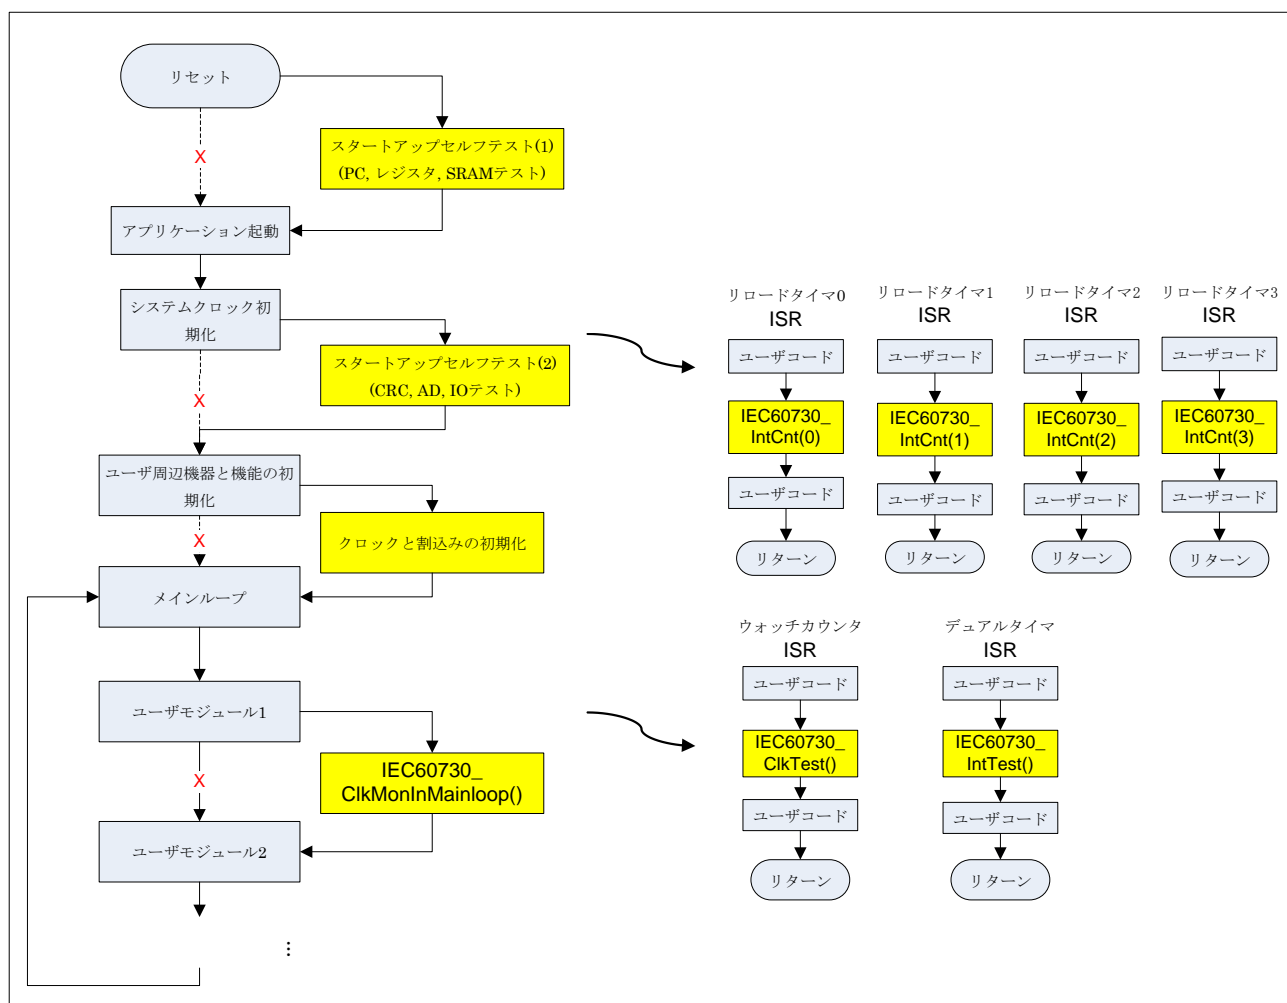 リセット
X
スタートアップセルフテスト(1)
(PC, レジスタ, SRAMテスト)
アプリケーション起動
システムクロック初
期化
X
スタートアップセルフテスト(2)
(CRC, AD, IOテスト)
ユーザ周辺機器と機能の初
期化
X
クロックと割込みの初期化
メインループ
ユーザモジュール1
X
IEC60730_
ClkMonInMainloop()
ユーザモジュール2
⋮
リロードタイマ0
ISR
ユーザコード
IEC60730_
IntCnt(0)
ユーザコード
リターン
リロードタイマ1
ISR
ユーザコード
IEC60730_
IntCnt(1)
ユーザコード
リターン
リロードタイマ2
ISR
ユーザコード
IEC60730_
IntCnt(2)
ユーザコード
リターン
リロードタイマ3
ISR
ユーザコード
IEC60730_
IntCnt(3)
ユーザコード
リターン
ウォッチカウンタ
ISR
ユーザコード
IEC60730_
ClkTest()
ユーザコード
リターン
デュアルタイマ
ISR
ユーザコード
IEC60730_
IntTest()
ユーザコード
リターン